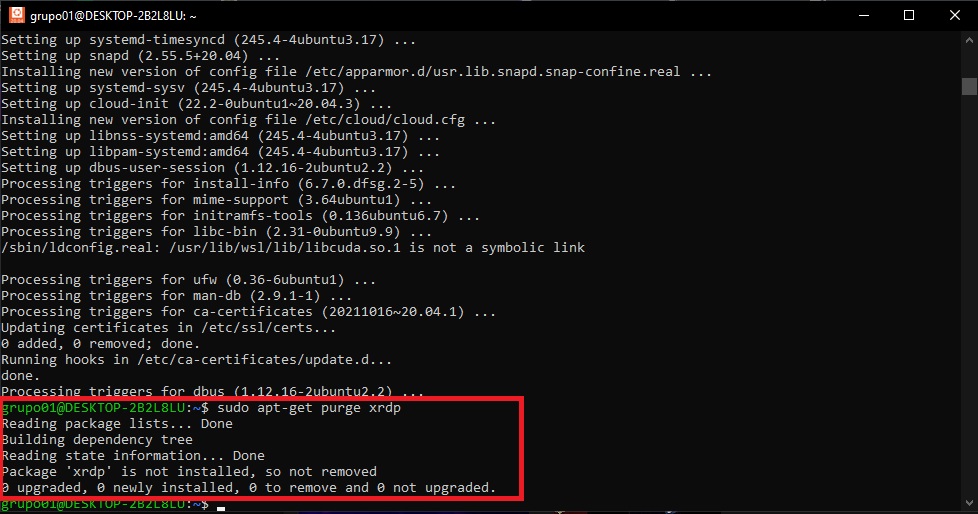 grupo01@DESKTOP-2B2L8LU: ~
Setting up systemd-timesyncd (245.4-4ubuntu3.17) ...
Setting up snapd (2.55.5+20.04) ...
Installing new version of config file /etc/apparmor.d/usr.lib.snapd.snap-confine.real ...
Setting up systemd-sysv (245.4-4ubuntu3.17) ...
Setting up cloud-init (22.2-0ubuntu1~20.04.3) ...
Installing new version of config file /etc/cloud/cloud.cfg ...
Setting up libnss-systemd:amd64 (245.4-4ubuntu3.17) ...
Setting up libpam-systemd:amd64 (245.4-4ubuntu3.17) ...
Setting up dbus-user-session (1.12.16-2ubuntu2.2) ...
Processing triggers for install-info (6.7.0.dfsg.2-5) ...
Processing triggers for mime-support (3.64ubuntu1) ...
Processing triggers for initramfs-tools (0.136ubuntu6.7) ...
Processing triggers for libc-bin (2.31-0ubuntu9.9) ...
/sbin/ldconfig.real: /usr/lib/wsl/lib/libcuda.so.1 is not a symbolic link
Processing triggers for ufw (0.36-6ubuntu1) ...
Processing triggers for man-db (2.9.1-1) ...
Processing triggers for ca-certificates (20211016~20.04.1) ...
Updating certificates in /etc/ssl/certs...
0 added, 0 removed; done.
Running hooks in /etc/ca-certificates/update.d...
done.
Processing triggers for dbus (1.12.16-2ubuntu2.2) ...
grupo01@DESKTOP-2B2L8LU:~$ sudo apt-get purge xrdp
Reading package lists... Done
Building dependency tree
Reading state information... Done
Package 'xrdp' is not installed, so not removed
0 upgraded, 0 newly installed, 0 to remove and 0 not upgraded.
grupo01@DESKTOP-2B2L8LU:~$